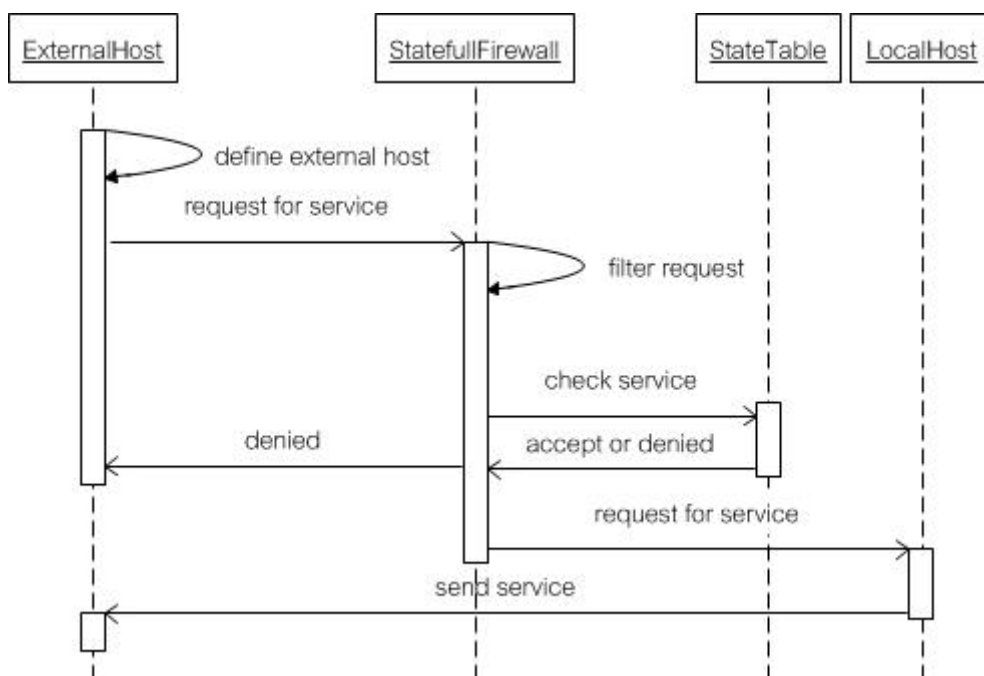 ExternalHost
StatefullFirewall
StateTable
LocalHost
define external host
request for service
filter request
check service
denied
accept or denied
request for service
send service